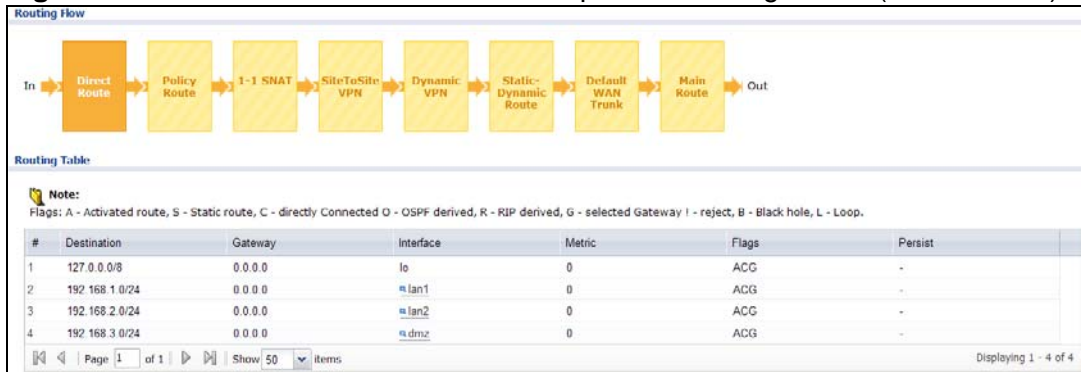 Routing Flow
In
Direct Route
Policy Route
1-1 SNAT
SiteToSite VPN
Dynamic VPN
Static-Dynamic Route
Default WAN Trunk
Main Route
Out
Routing Table
Note:
Flags: A - Activated route, S - Static route, C - directly Connected O - OSPF derived, R - RIP derived, G - selected Gateway ! - reject, B - Black hole, L - Loop.
# Destination Gateway Interface Metric Flags Persist
1 127.0.0.0/8 0.0.0.0 lo 0 ACG -
2 192.168.1.0/24 0.0.0.0 lan1 0 ACG -
3 192.168.2.0/24 0.0.0.0 lan2 0 ACG -
4 192.168.3.0/24 0.0.0.0 dmz 0 ACG -
Page 1 of 1 Show 50 items Displaying 1 - 4 of 4